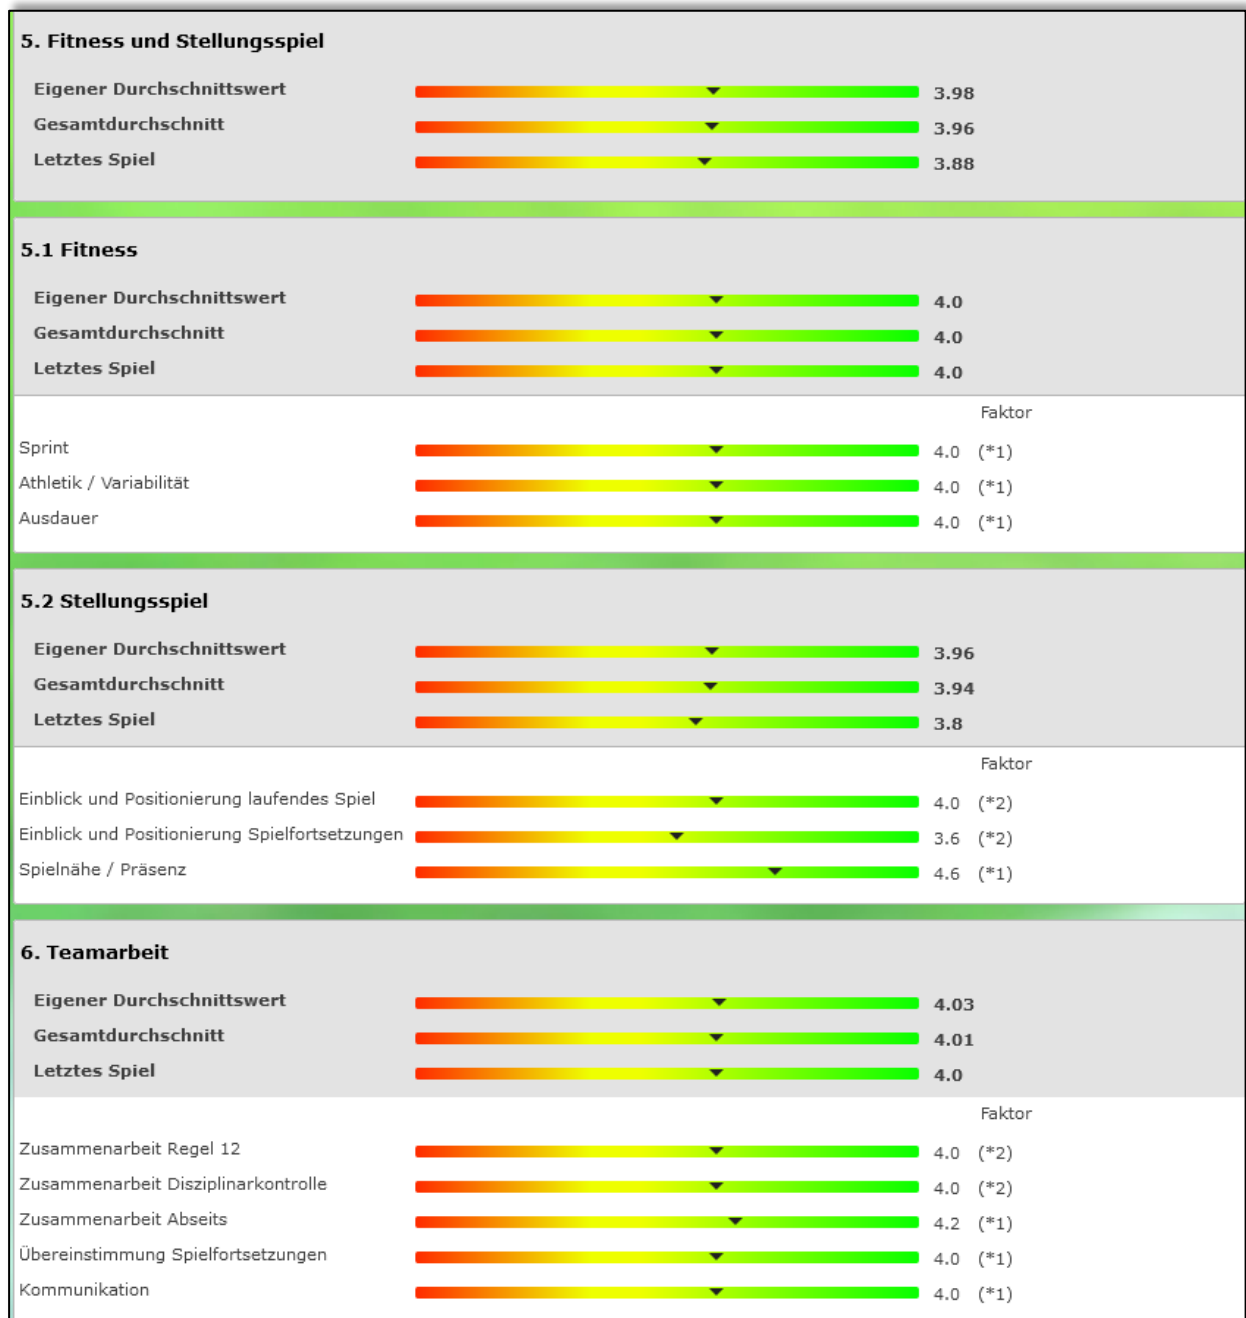 5. Fitness und Stellungsspiel
Eigener Durchschnittswert 3.98
Gesamtdurchschnitt 3.96
Letztes Spiel 3.88
5.1 Fitness
Eigener Durchschnittswert 4.0
Gesamtdurchschnitt 4.0
Letztes Spiel 4.0
Faktor
Sprint 4.0 (*1)
Athletik / Variabilität 4.0 (*1)
Ausdauer 4.0 (*1)
5.2 Stellungsspiel
Eigener Durchschnittswert 3.96
Gesamtdurchschnitt 3.94
Letztes Spiel 3.8
Faktor
Einblick und Positionierung laufendes Spiel 4.0 (*2)
Einblick und Positionierung Spielfortsetzungen 3.6 (*2)
Spielnähe / Präsenz 4.6 (*1)
6. Teamarbeit
Eigener Durchschnittswert 4.03
Gesamtdurchschnitt 4.01
Letztes Spiel 4.0
Faktor
Zusammenarbeit Regel 12 4.0 (*2)
Zusammenarbeit Disziplinarkontrolle 4.0 (*2)
Zusammenarbeit Abseits 4.2 (*1)
Übereinstimmung Spielfortsetzungen 4.0 (*1)
Kommunikation 4.0 (*1)